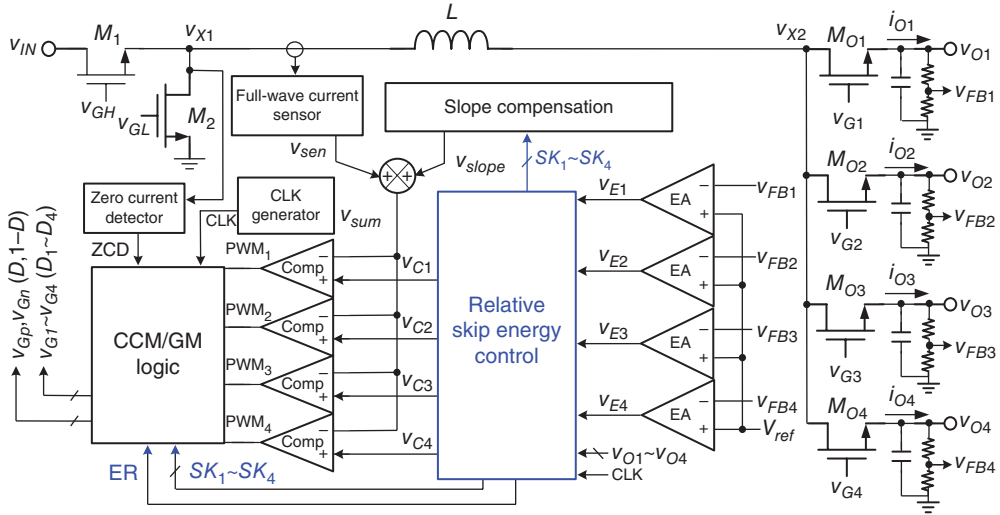 v_IN
M_1
v_X1
L
v_X2
M_O1
i_O1
v_O1
v_GH
v_GL
M_2
Full-wave current
sensor
Slope compensation
v_G1
v_FB1
v_sen
v_slope
SK_1~SK_4
M_O2
i_O2
v_O2
Zero current
detector
CLK
generator
CLK
ZCD
v_sum
+ +
v_E1
EA
−
+
v_FB1
v_G2
v_FB2
v_Gp,v_Gn (D,1–D)
v_G1~v_G4 (D_1~D_4)
PWM_1
Comp
−
+
v_C1
v_E2
EA
−
+
v_FB2
M_O3
i_O3
v_O3
CCM/GM
logic
PWM_2
Comp
−
+
v_C2
Relative
skip energy
control
v_E3
EA
−
+
v_FB3
v_G3
v_FB3
PWM_3
Comp
−
+
v_C3
v_E4
EA
−
+
v_FB4
V_ref
M_O4
i_O4
v_O4
PWM_4
Comp
−
+
v_C4
v_O1~v_O4
CLK
v_G4
v_FB4
ER
SK_1~SK_4